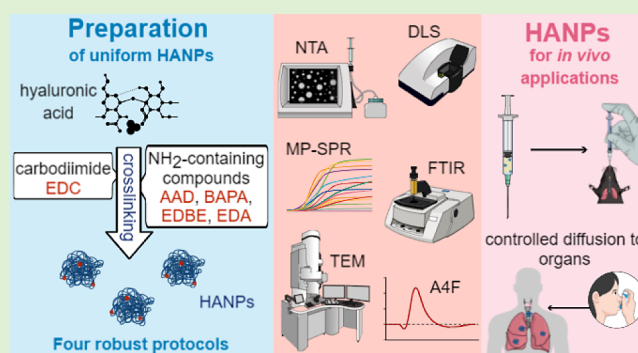 Preparation
of uniform HANPs
hyaluronic
acid
carbodiimide
EDC
crosslinking
NH2-containing
compounds
AAD, BAPA,
EDBE, EDA
HANPs
Four robust protocols
NTA
DLS
MP-SPR
FTIR
TEM
A4F
HANPs
for in vivo
applications
controlled diffusion to
organs